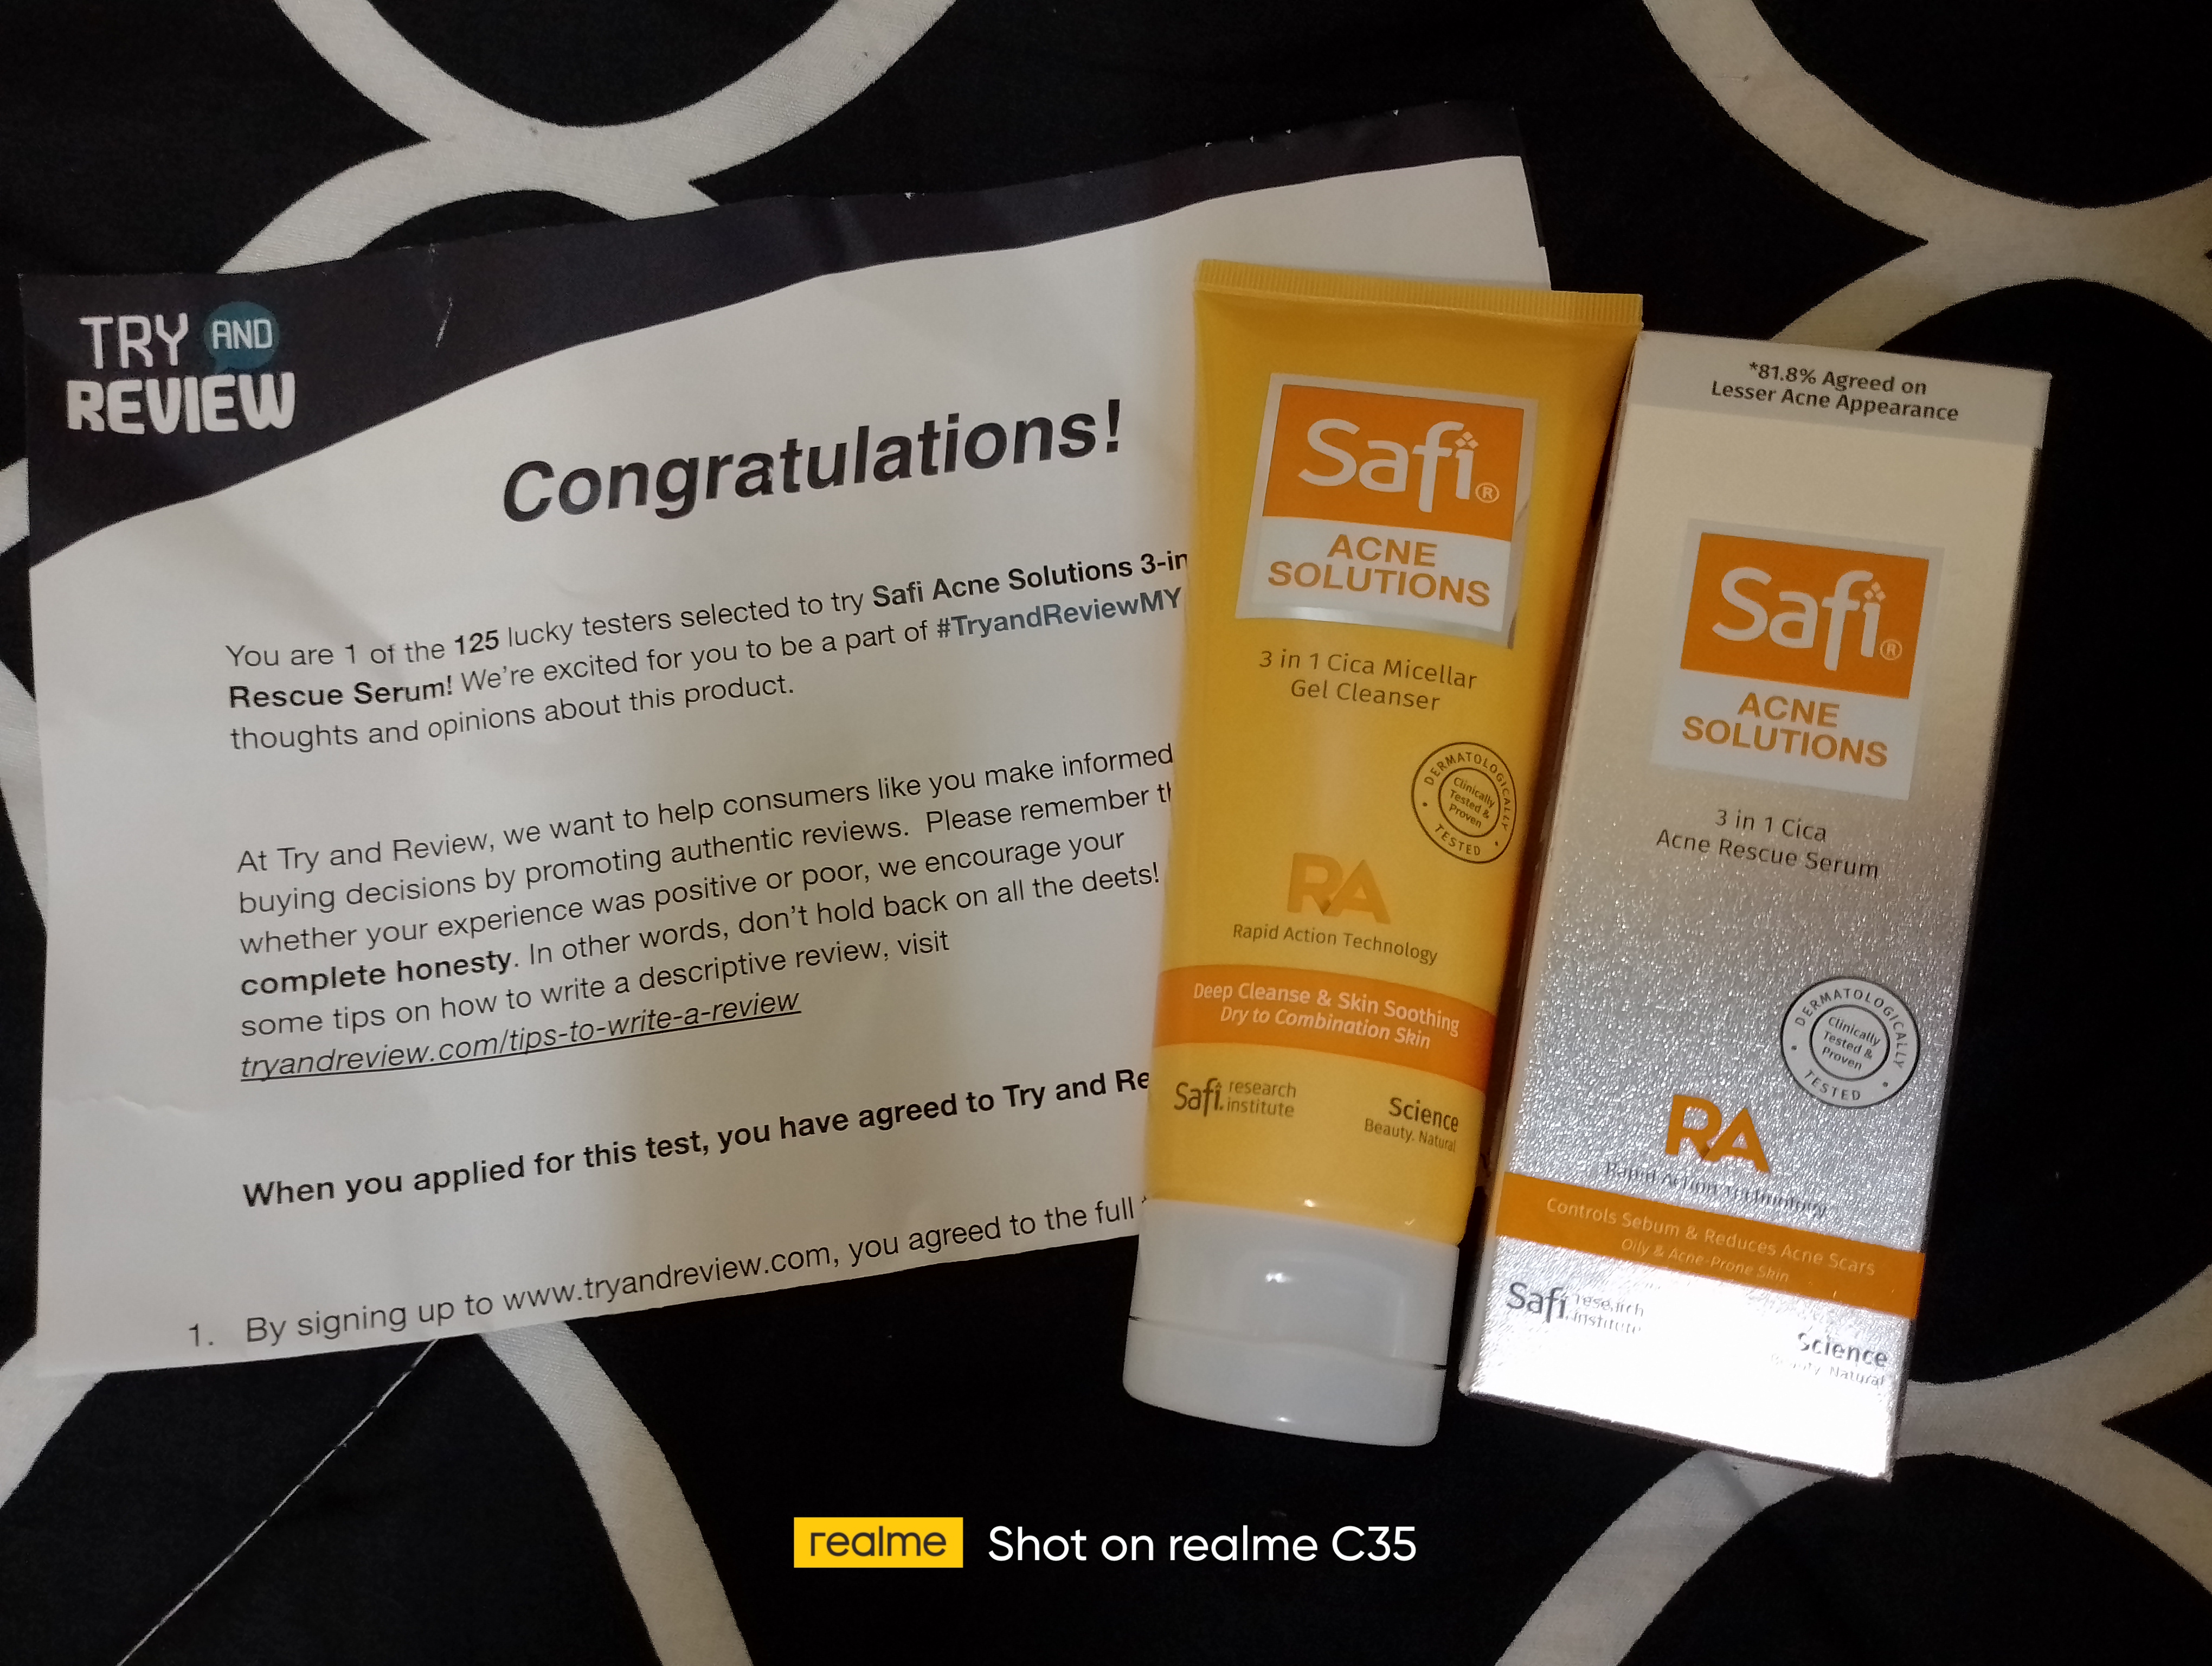 TRY AND
REVIEW
Congratulations!
You are 1 of the 125 lucky testers selected to try Safi Acne Solutions 3-in
Rescue Serum! We're excited for you to be a part of #TryandReviewMY
thoughts and opinions about this product.
At Try and Review, we want to help consumers like you make informed
buying decisions by promoting authentic reviews. Please remember
whether your experience was positive or poor, we encourage your
complete honesty. In other words, don't hold back on all the deets!
some tips on how to write a descriptive review, visit
tryandreview.com/tips-to-write-a-review
When you applied for this test, you have agreed to Try and Re
1. By signing up to www.tryandreview.com, you agreed to the full
Safi®
ACNE
SOLUTIONS
3 in 1 Cica Micellar
Gel Cleanser
DERMATOLOGICALLY
TESTED
Clinically
Tested &
Proven
RA
Rapid Action Technology
Deep Cleanse & Skin Soothing
Dry to Combination Skin
Safi research
institute
Science
Beauty. Natural
*81.8% Agreed on
Lesser Acne Appearance
Safi®
ACNE
SOLUTIONS
3 in 1 Cica
Acne Rescue Serum
DERMATOLOGICALLY
TESTED
Clinically
Tested &
Proven
RA
Rapid Action Technology
Controls Sebum & Reduces Acne Scars
Oily & Acne-Prone Skin
Safi research
institute
Science
Beauty. Natural
realme Shot on realme C35